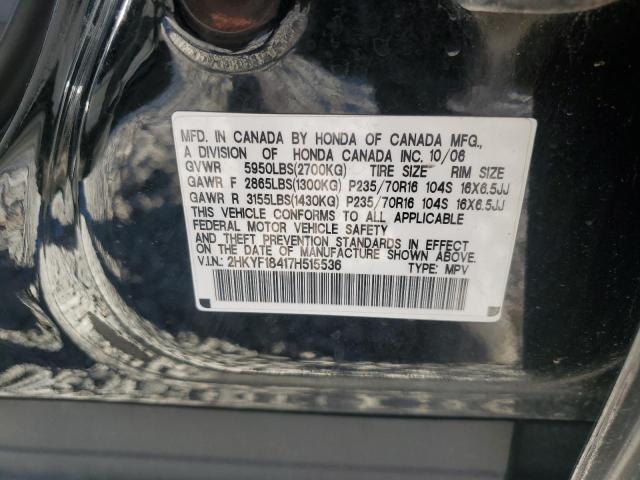 MFD. IN CANADA BY HONDA OF CANADA MFG.,
A DIVISION OF HONDA CANADA INC. 10/06
GVWR 5950LBS(2700KG) TIRE SIZE RIM SIZE
GAWR F 2865LBS(1300KG) P235/70R16 104S 16X6.5JJ
GAWR R 3155LBS(1430KG) P235/70R16 104S 16X6.5JJ
THIS VEHICLE CONFORMS TO ALL APPLICABLE
FEDERAL MOTOR VEHICLE SAFETY
AND THEFT PREVENTION STANDARDS IN EFFECT
ON THE DATE OF MANUFACTURE SHOWN ABOVE.
V.I.N.: 2HKYF18417H515536 TYPE: MPV